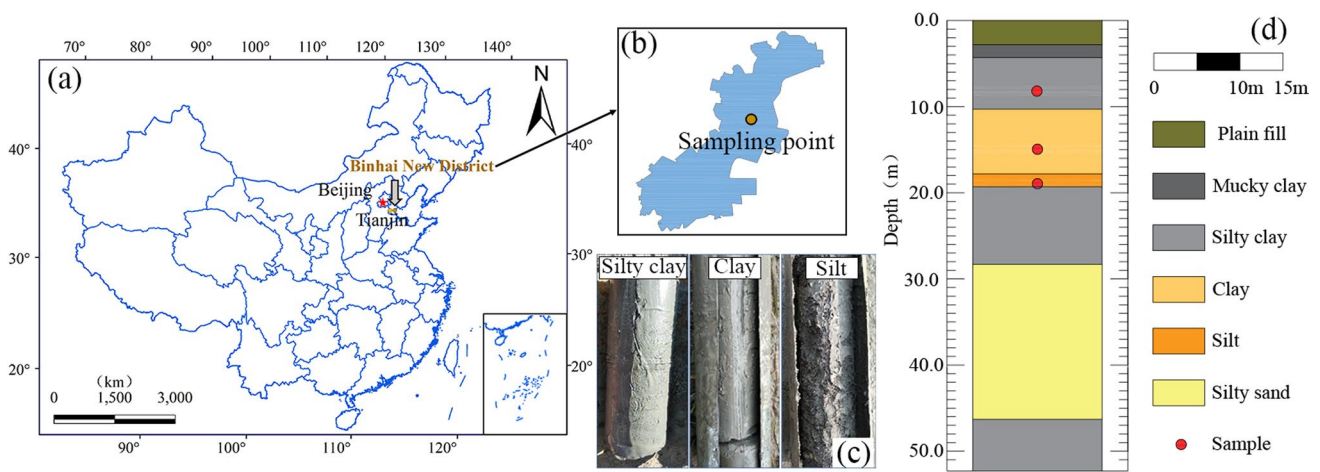 70° 80° 90° 100° 110° 120° 130° 140°
(a)
N
40°
40°
Binhai New District
Beijing
Tianjin
30°
30°
20°
20°
（km）
0 1,500 3,000
90° 100° 110° 120°
(b)
Sampling point
Silty clay Clay Silt
(c)
(d)
Depth（m）
0.0
10.0
20.0
30.0
40.0
50.0
0 10m 15m
Plain fill
Mucky clay
Silty clay
Clay
Silt
Silty sand
Sample